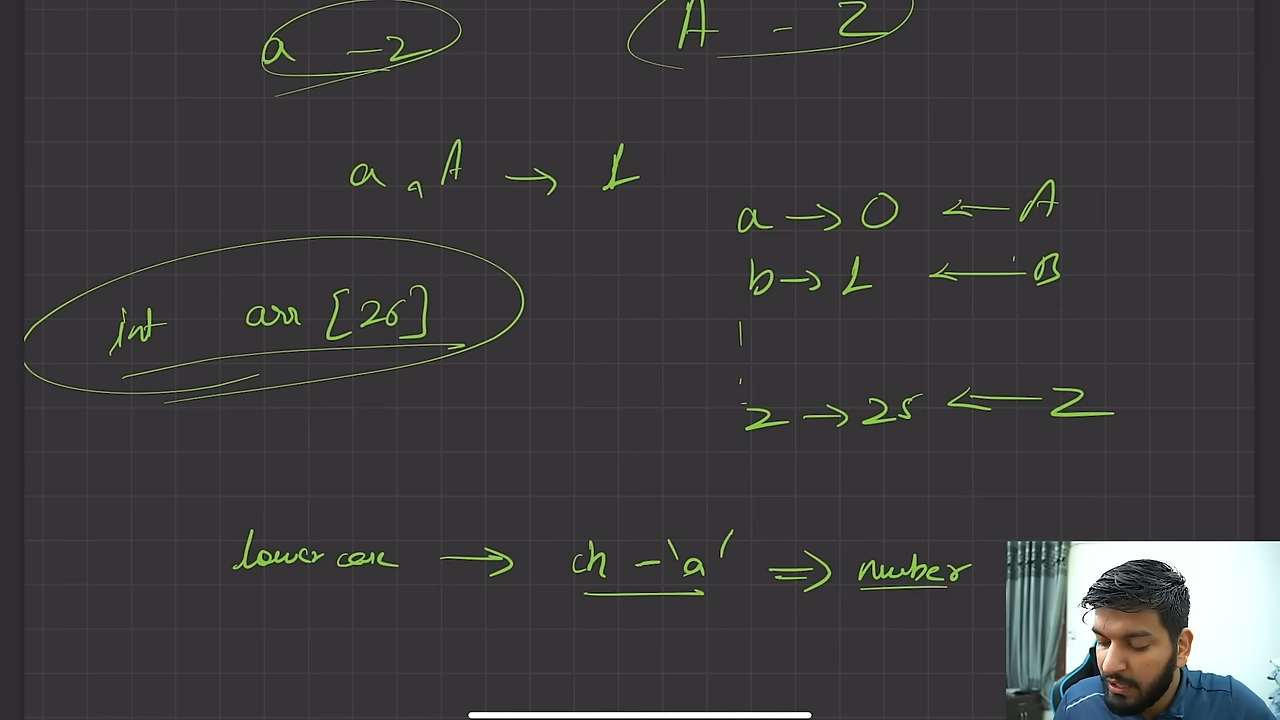 a - z A - Z
a, A → 1
a → 0 ← A
b → 1 ← B
int arr [26]
z → 25 ← Z
lower case → ch - 'a' ⇒ number